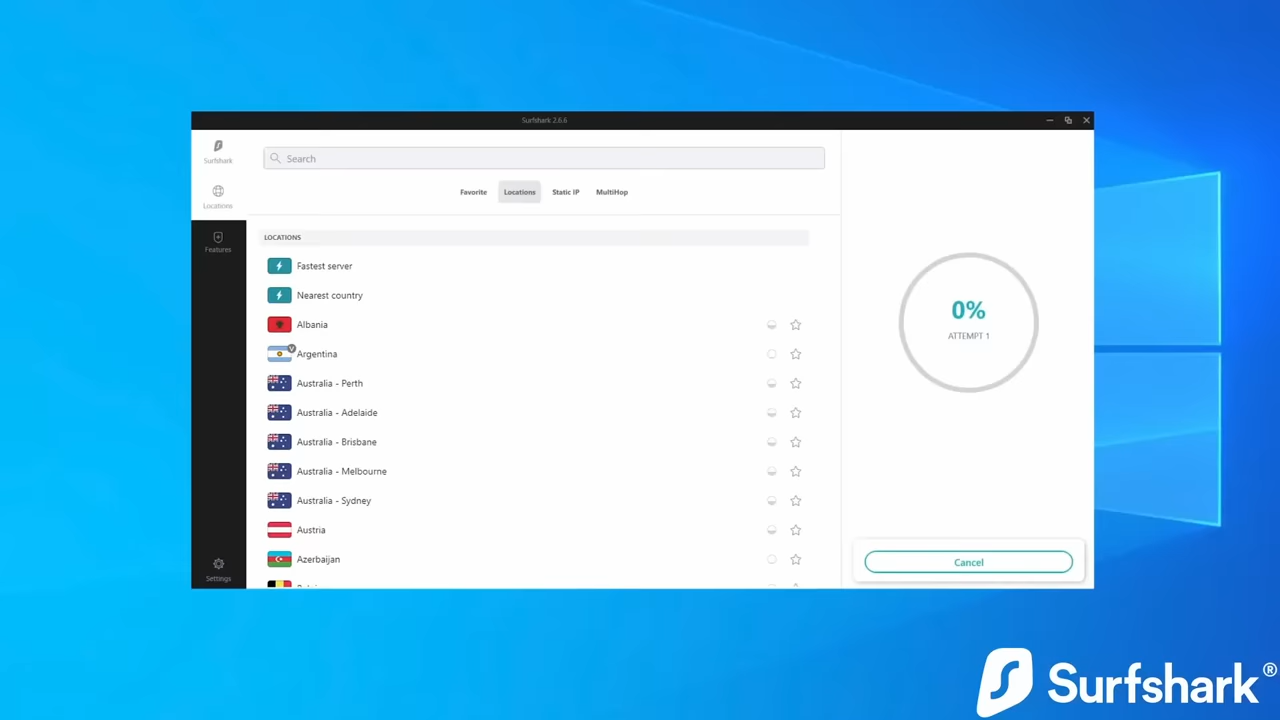 Surfshark 2.6.6
Surfshark
Search
Locations
Favorite Locations Static IP MultiHop
Features
LOCATIONS
Fastest server
Nearest country
Albania
0%
ATTEMPT 1
V
Argentina
Australia - Perth
Australia - Adelaide
Australia - Brisbane
Australia - Melbourne
Australia - Sydney
Austria
Azerbaijan
Settings
Cancel
Surfshark®